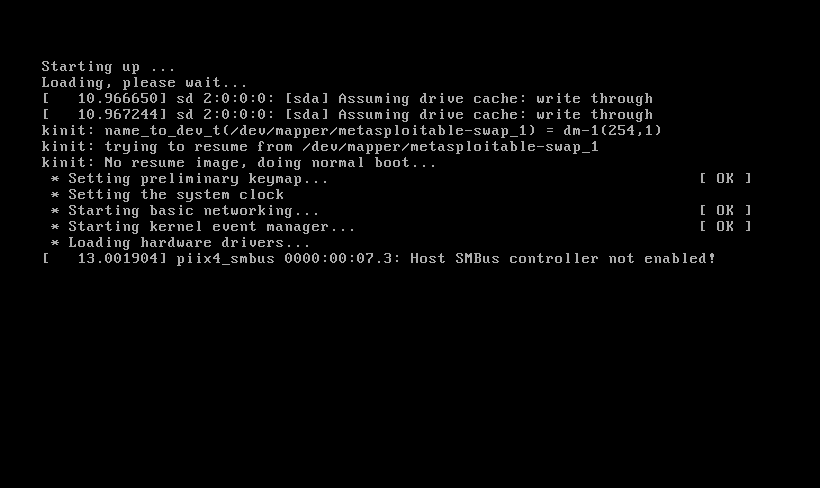 Starting up ...
Loading, please wait...
[   10.966650] sd 2:0:0:0: [sda] Assuming drive cache: write through
[   10.967244] sd 2:0:0:0: [sda] Assuming drive cache: write through
kinit: name_to_dev_t(/dev/mapper/metasploitable-swap_1) = dm-1(254,1)
kinit: trying to resume from /dev/mapper/metasploitable-swap_1
kinit: No resume image, doing normal boot...
 * Setting preliminary keymap...                                         [ OK ]
 * Setting the system clock
 * Starting basic networking...                                          [ OK ]
 * Starting kernel event manager...                                      [ OK ]
 * Loading hardware drivers...
[   13.001904] piix4_smbus 0000:00:07.3: Host SMBus controller not enabled!